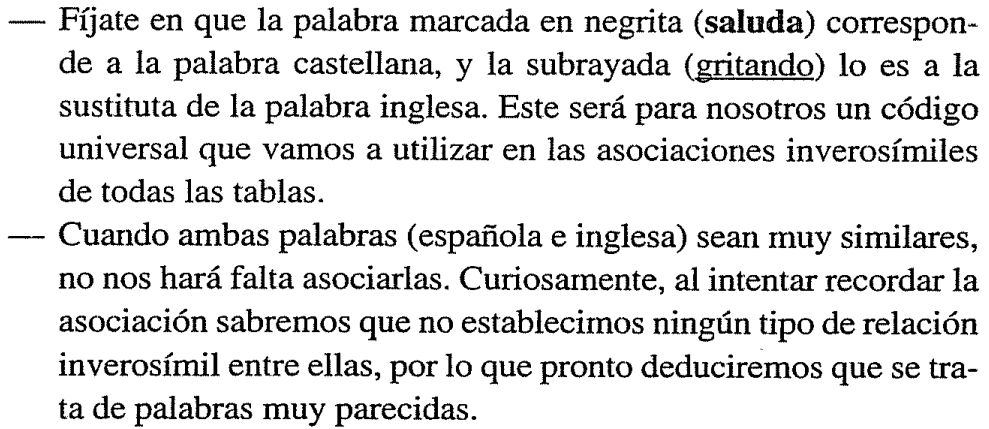 — Fíjate en que la palabra marcada en negrita (saluda) correspon-
de a la palabra castellana, y la subrayada (gritando) lo es a la
sustituta de la palabra inglesa. Este será para nosotros un código
universal que vamos a utilizar en las asociaciones inverosímiles
de todas las tablas.
— Cuando ambas palabras (española e inglesa) sean muy similares,
no nos hará falta asociarlas. Curiosamente, al intentar recordar la
asociación sabremos que no establecimos ningún tipo de relación
inverosímil entre ellas, por lo que pronto deduciremos que se tra-
ta de palabras muy parecidas.